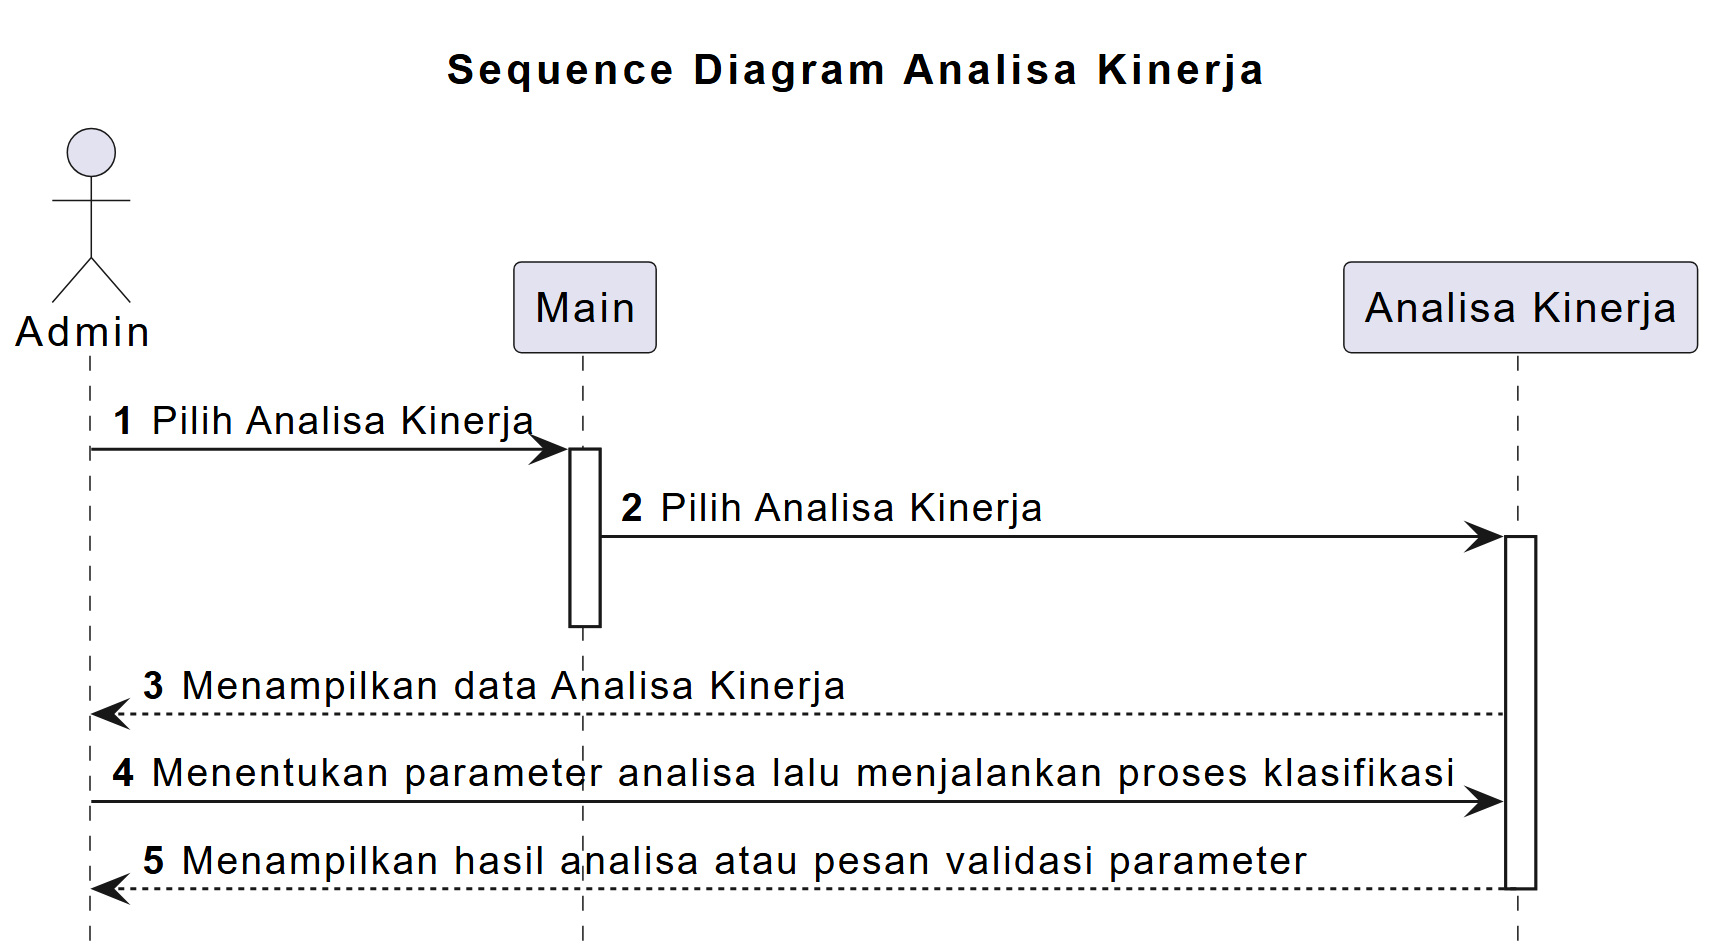 Sequence Diagram Analisa Kinerja
Admin
Main
Analisa Kinerja
1 Pilih Analisa Kinerja
2 Pilih Analisa Kinerja
3 Menampilkan data Analisa Kinerja
4 Menentukan parameter analisa lalu menjalankan proses klasifikasi
5 Menampilkan hasil analisa atau pesan validasi parameter